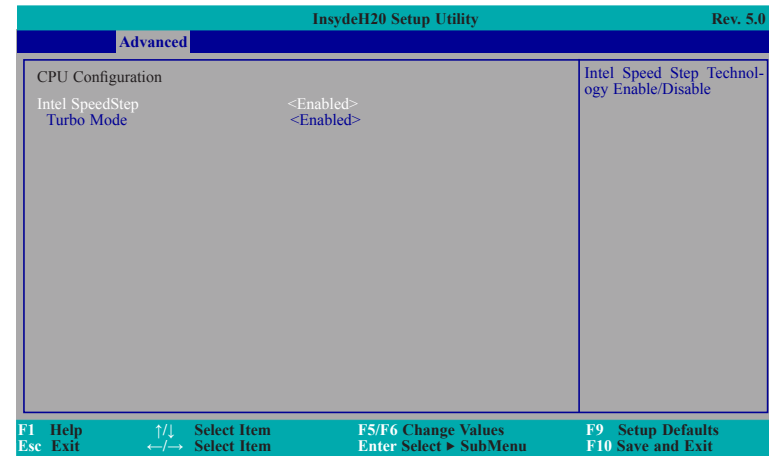 InsydeH20 Setup Utility Rev. 5.0
Advanced
CPU Configuration
Intel SpeedStep <Enabled>
Turbo Mode <Enabled>
Intel Speed Step Technol-
ogy Enable/Disable
F1 Help ↑/↓ Select Item F5/F6 Change Values F9 Setup Defaults
Esc Exit ←/→ Select Item Enter Select ► SubMenu F10 Save and Exit